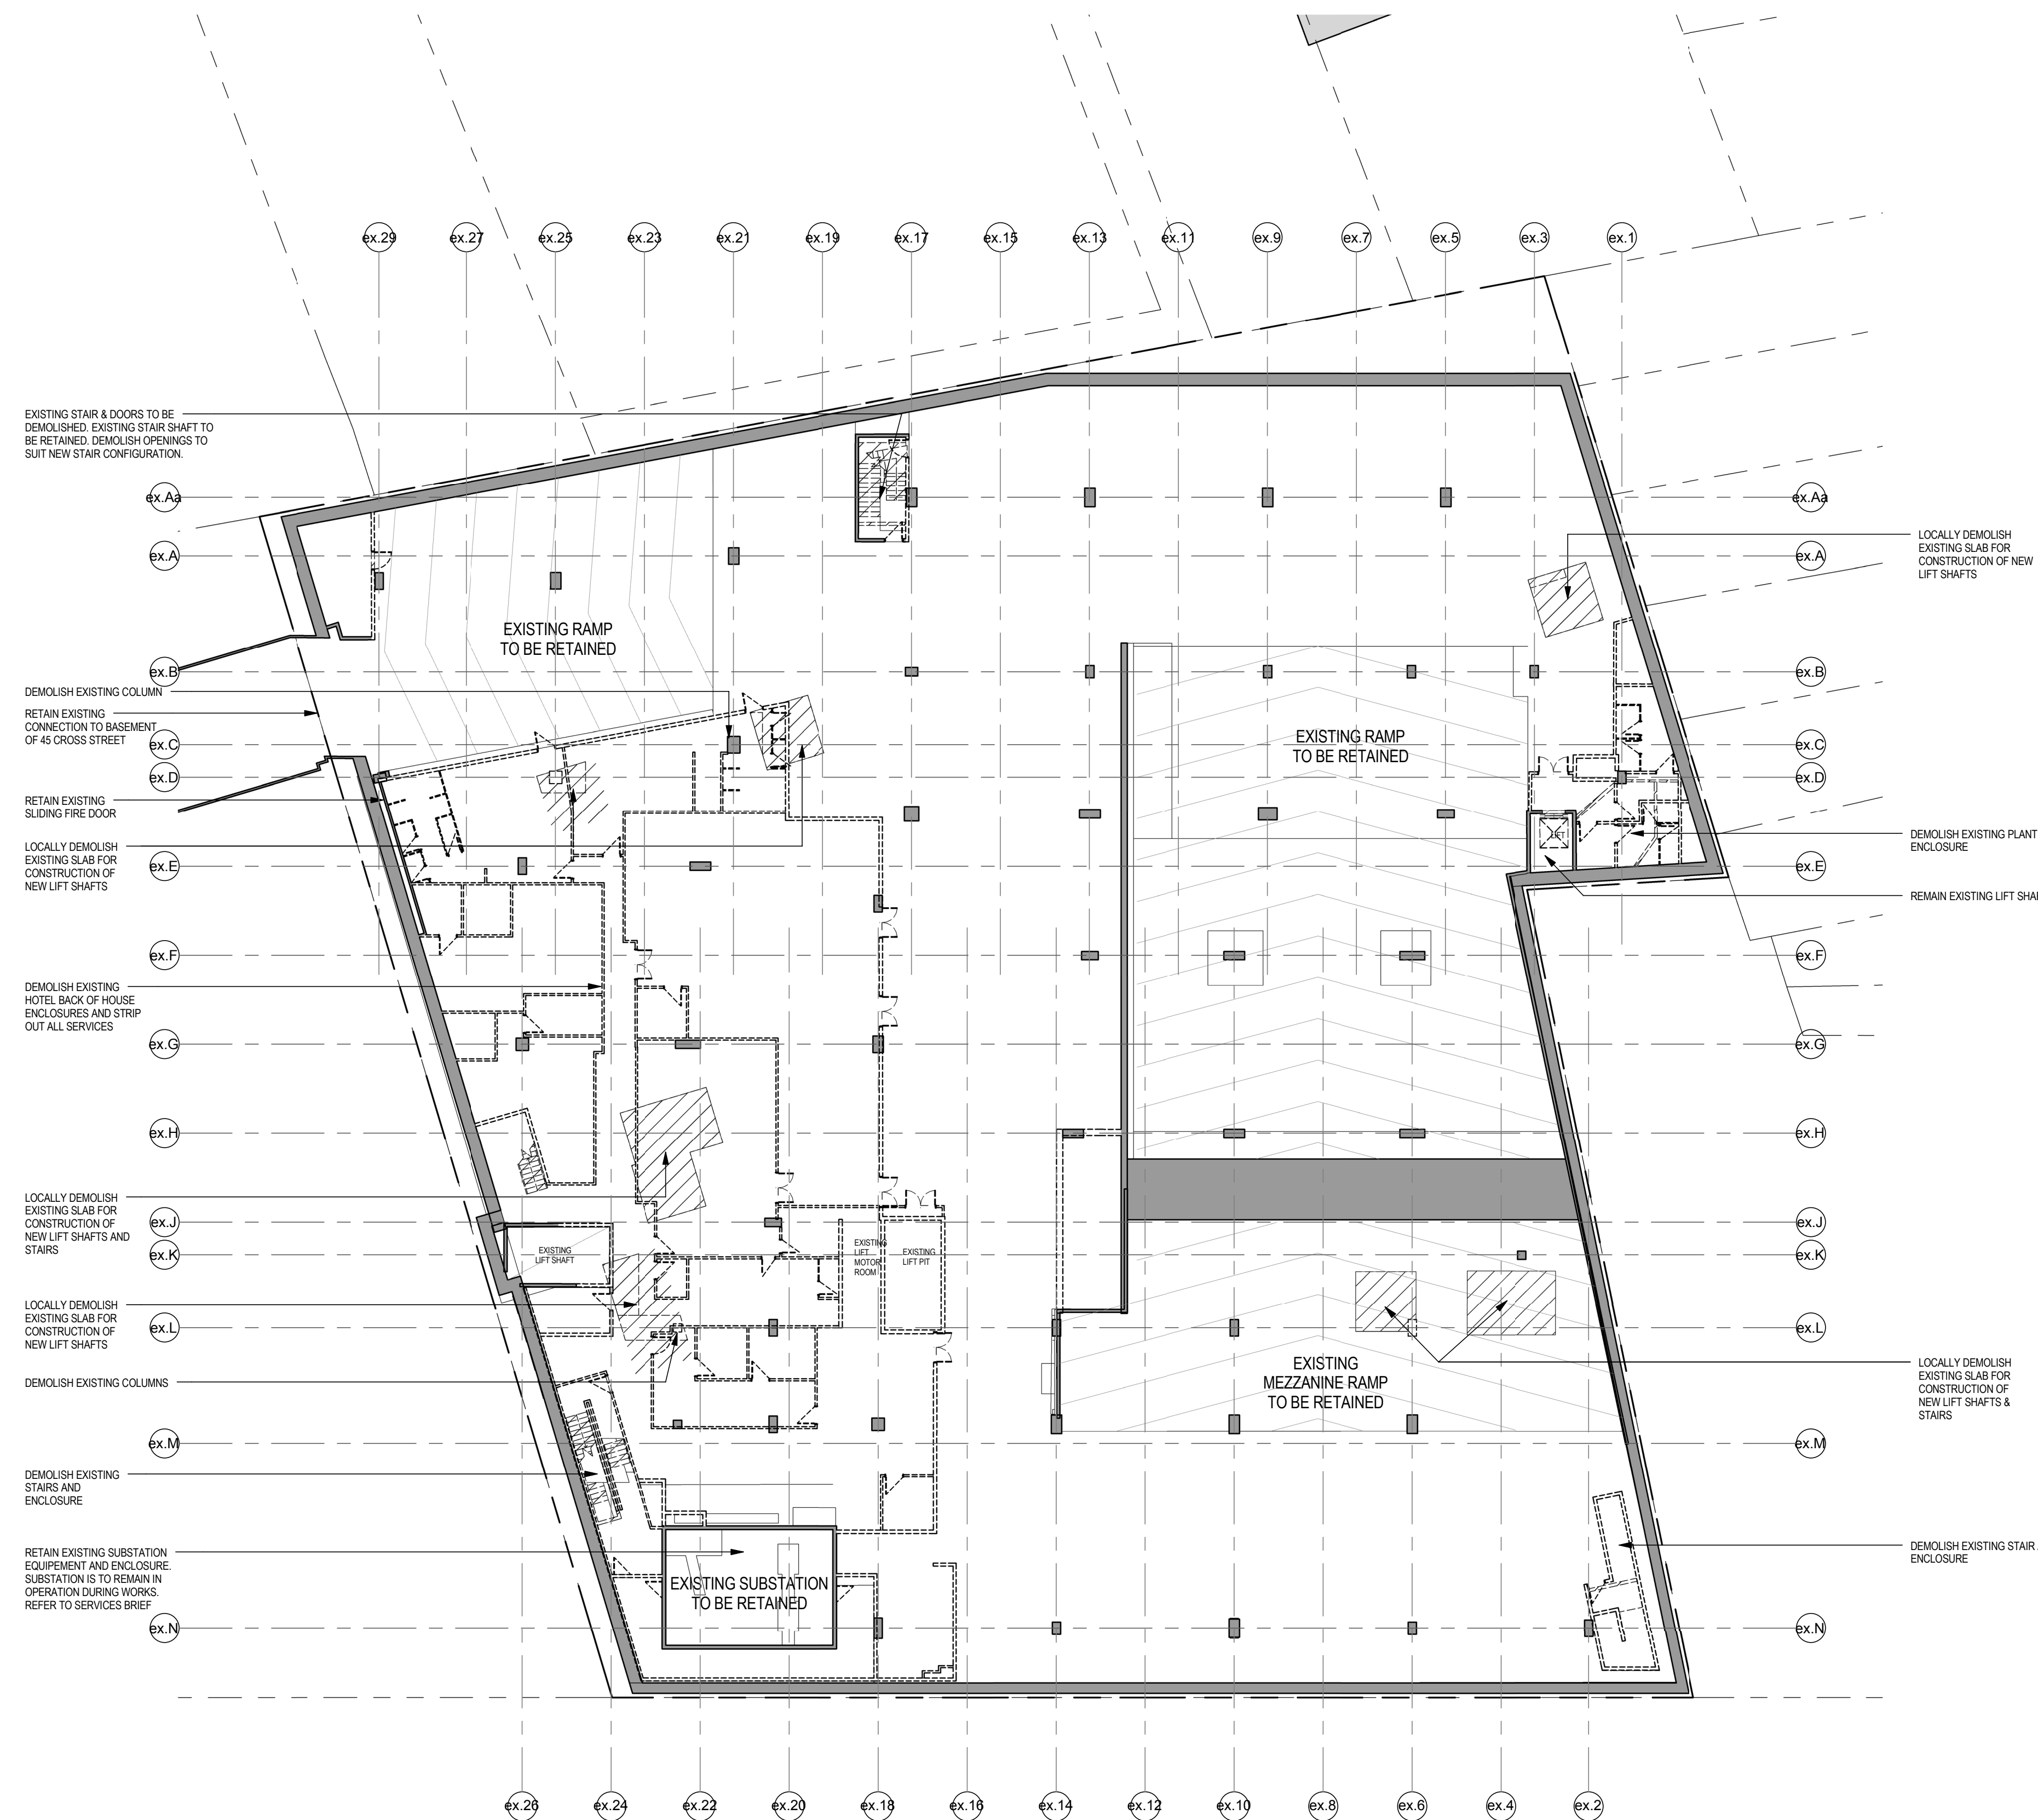 ex.29 ex.27 ex.25 ex.23 ex.21 ex.19 ex.17 ex.15 ex.13 ex.11 ex.9 ex.7 ex.5 ex.3 ex.1
EXISTING STAIR & DOORS TO BE
DEMOLISHED. EXISTING STAIR SHAFT TO
BE RETAINED. DEMOLISH OPENINGS TO
SUIT NEW STAIR CONFIGURATION.
ex.Aa
ex.Aa
LOCALLY DEMOLISH
EXISTING SLAB FOR
CONSTRUCTION OF NEW
LIFT SHAFTS
ex.A
ex.A
EXISTING RAMP
TO BE RETAINED
ex.B
ex.B
DEMOLISH EXISTING COLUMN
RETAIN EXISTING
CONNECTION TO BASEMENT
OF 45 CROSS STREET
ex.C
ex.C
EXISTING RAMP
TO BE RETAINED
ex.D
ex.D
RETAIN EXISTING
SLIDING FIRE DOOR
LIFT
DEMOLISH EXISTING PLANT
ENCLOSURE
LOCALLY DEMOLISH
EXISTING SLAB FOR
CONSTRUCTION OF
NEW LIFT SHAFTS
ex.E
ex.E
REMAIN EXISTING LIFT SHA
ex.F
ex.F
DEMOLISH EXISTING
HOTEL BACK OF HOUSE
ENCLOSURES AND STRIP
OUT ALL SERVICES
ex.G
ex.G
ex.H
ex.H
LOCALLY DEMOLISH
EXISTING SLAB FOR
CONSTRUCTION OF
NEW LIFT SHAFTS AND
STAIRS
ex.J
ex.J
ex.K
ex.K
EXISTING
LIFT SHAFT
EXISTING
LIFT
MOTOR
ROOM
EXISTING
LIFT PIT
LOCALLY DEMOLISH
EXISTING SLAB FOR
CONSTRUCTION OF
NEW LIFT SHAFTS
ex.L
ex.L
EXISTING
MEZZANINE RAMP
TO BE RETAINED
LOCALLY DEMOLISH
EXISTING SLAB FOR
CONSTRUCTION OF
NEW LIFT SHAFTS &
STAIRS
DEMOLISH EXISTING COLUMNS
ex.M
ex.M
DEMOLISH EXISTING
STAIRS AND
ENCLOSURE
RETAIN EXISTING SUBSTATION
EQUIPEMENT AND ENCLOSURE.
SUBSTATION IS TO REMAIN IN
OPERATION DURING WORKS.
REFER TO SERVICES BRIEF
EXISTING SUBSTATION
TO BE RETAINED
DEMOLISH EXISTING STAIR
ENCLOSURE
ex.N
ex.N
ex.26 ex.24 ex.22 ex.20 ex.18 ex.16 ex.14 ex.12 ex.10 ex.8 ex.6 ex.4 ex.2